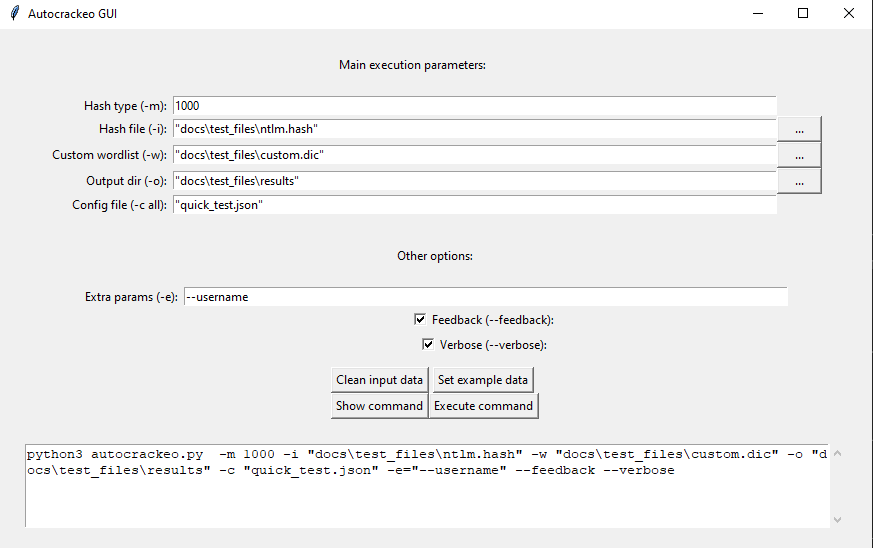 Autocrackeo GUI
Main execution parameters:
Hash type (-m): 1000
Hash file (-i): "docs\test_files\ntlm.hash" ...
Custom wordlist (-w): "docs\test_files\custom.dic" ...
Output dir (-o): "docs\test_files\results" ...
Config file (-c all): "quick_test.json"
Other options:
Extra params (-e): --username
Feedback (--feedback):
Verbose (--verbose):
Clean input data Set example data
Show command Execute command
python3 autocrackeo.py  -m 1000 -i "docs\test_files\ntlm.hash" -w "docs\test_files\custom.dic" -o "d
ocs\test_files\results" -c "quick_test.json" -e="--username" --feedback --verbose